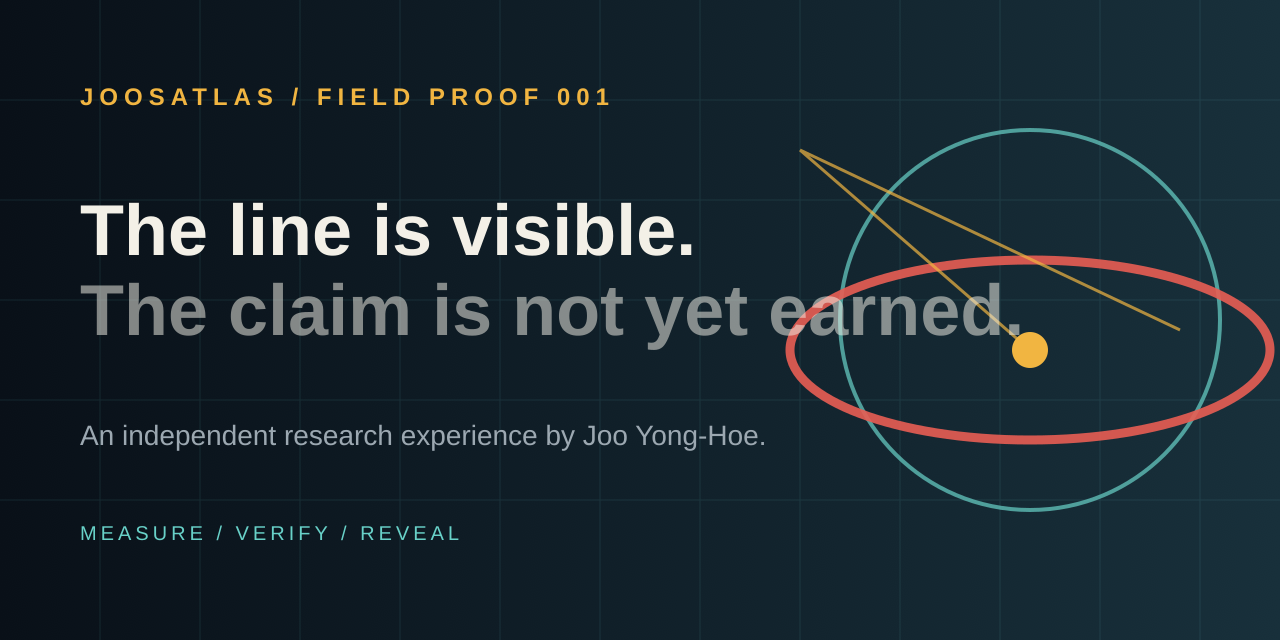 JOOSATLAS / FIELD PROOF 001
The line is visible.
The claim is not yet earned.
An independent research experience by Joo Yong-Hoe.
MEASURE / VERIFY / REVEAL